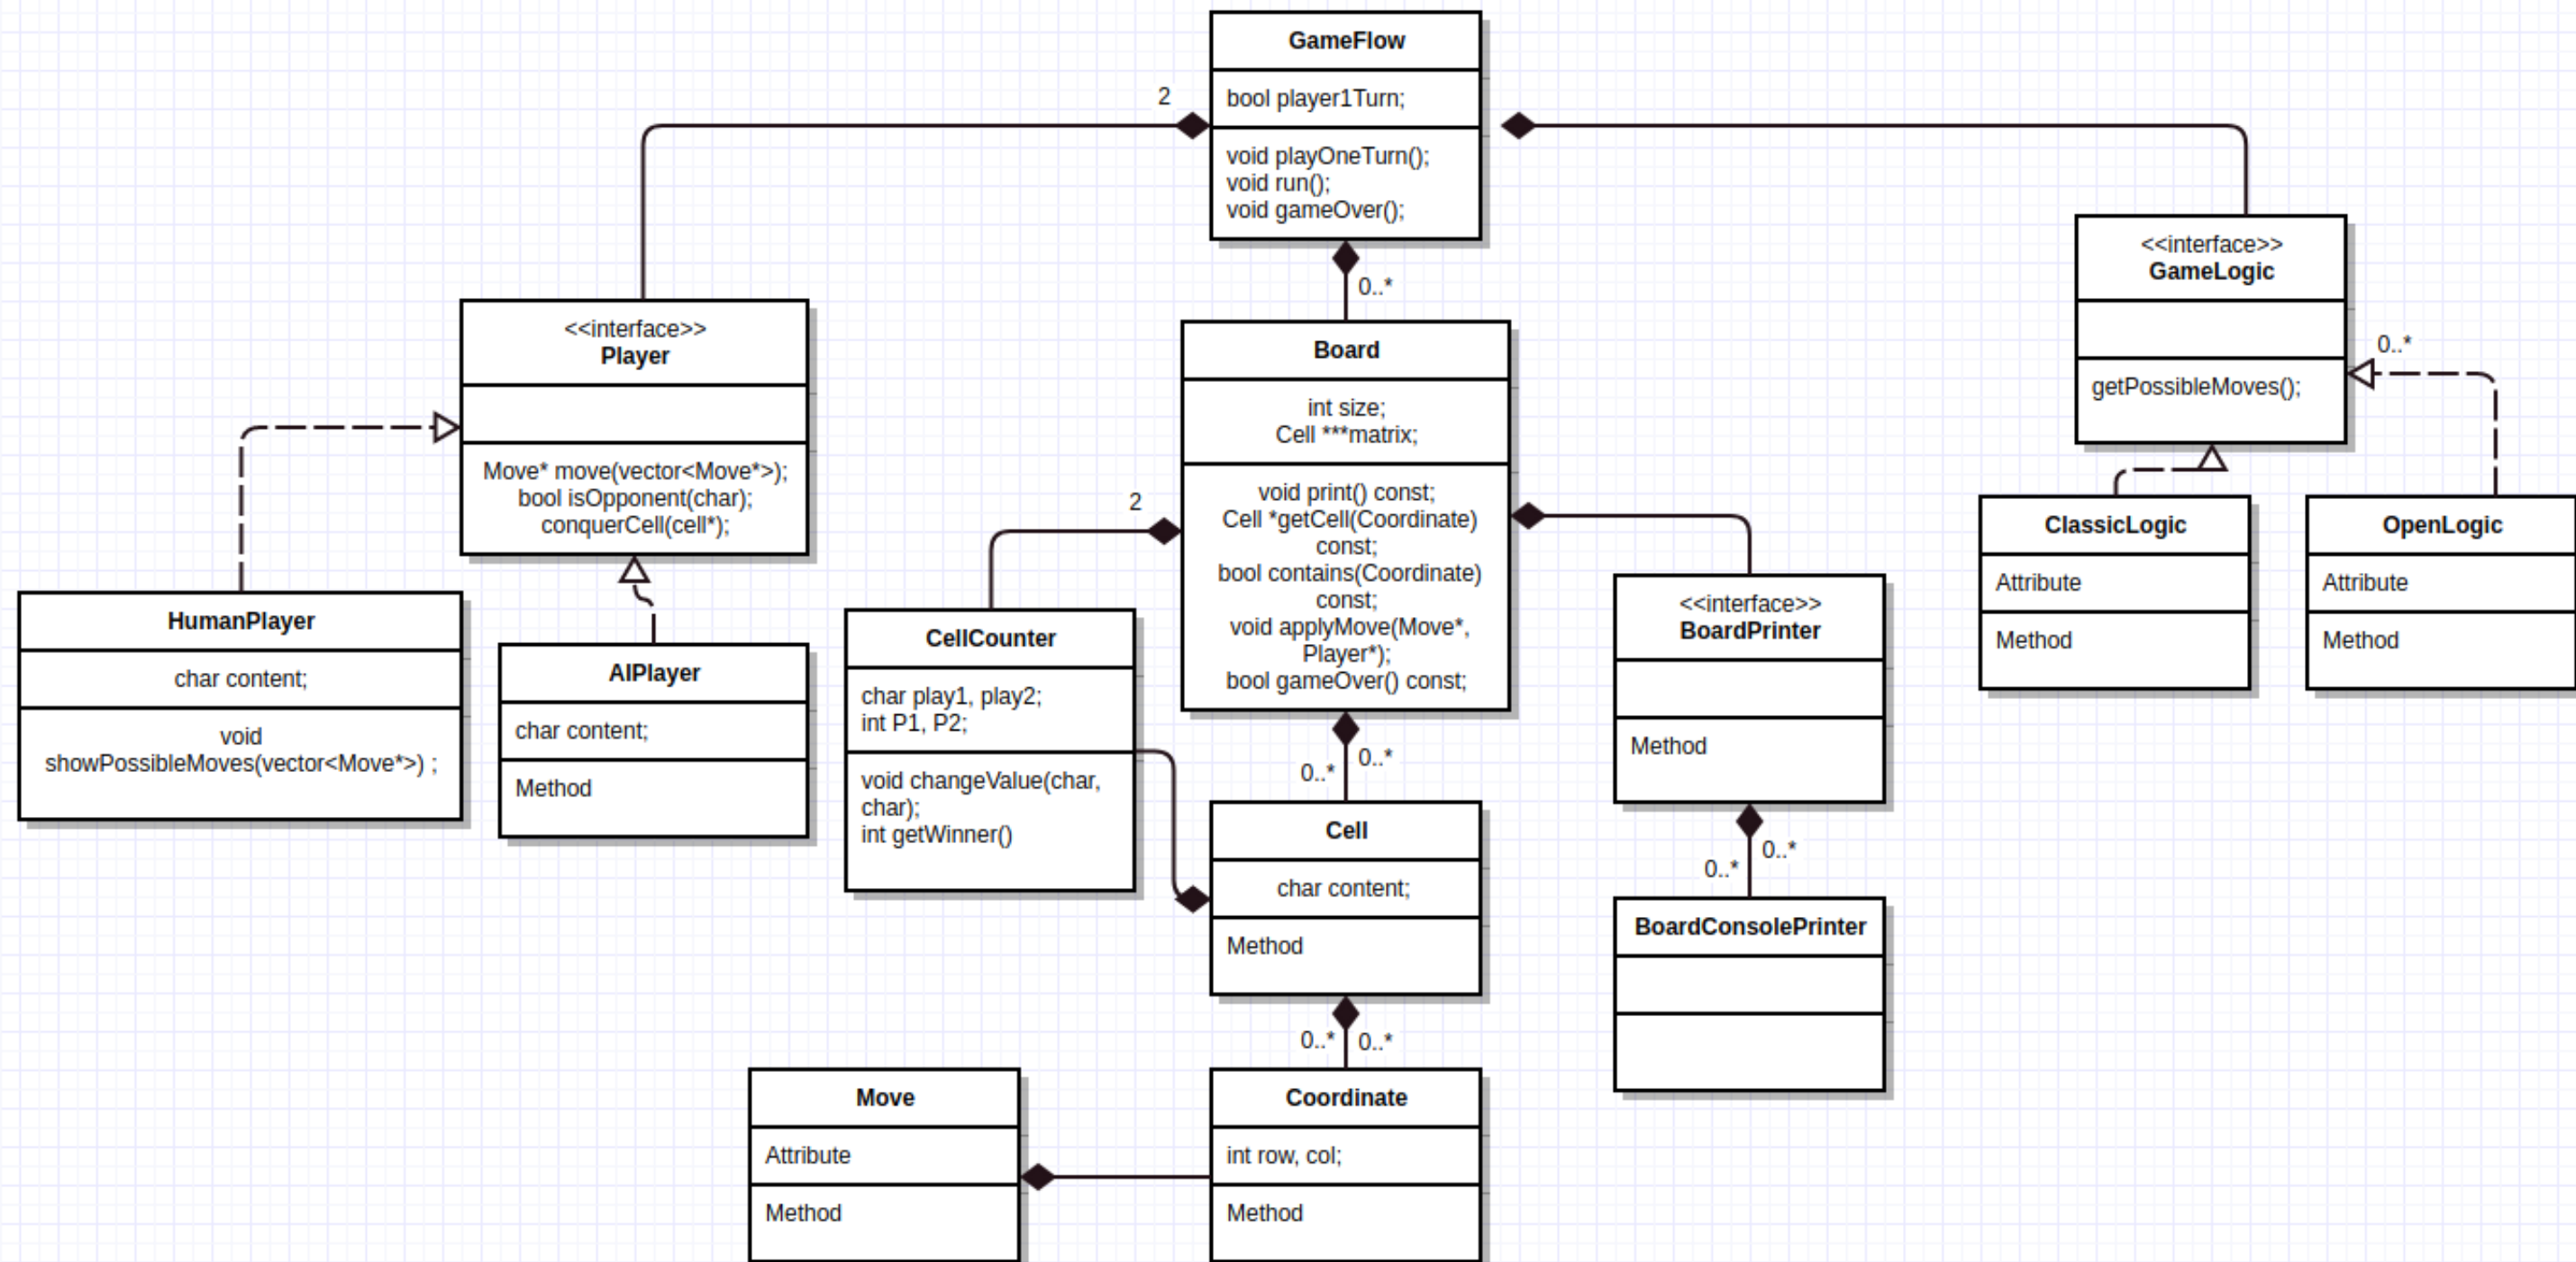 GameFlow
bool player1Turn;
void playOneTurn();
void run();
void gameOver();
2
0..*
<<interface>>
GameLogic
getPossibleMoves();
0..*
<<interface>>
Player
Move* move(vector<Move*>);
bool isOpponent(char);
conquerCell(cell*);
Board
int size;
Cell ***matrix;
void print() const;
Cell *getCell(Coordinate)
const;
bool contains(Coordinate)
const;
void applyMove(Move*,
Player*);
bool gameOver() const;
2
0..*
0..*
ClassicLogic
Attribute
Method
OpenLogic
Attribute
Method
HumanPlayer
char content;
void
showPossibleMoves(vector<Move*>) ;
AIPlayer
char content;
Method
CellCounter
char play1, play2;
int P1, P2;
void changeValue(char,
char);
int getWinner()
<<interface>>
BoardPrinter
Method
0..*
0..*
Cell
char content;
Method
0..*
0..*
BoardConsolePrinter
Move
Attribute
Method
Coordinate
int row, col;
Method